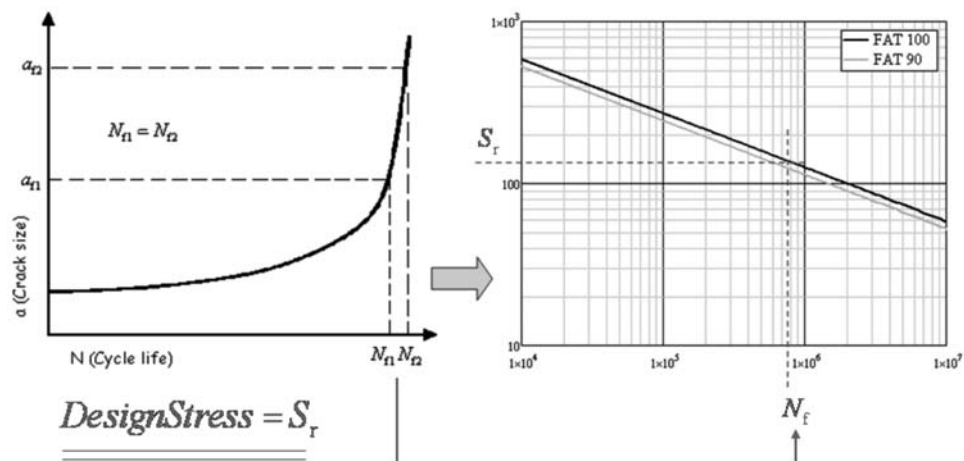 a (Crack size)
a_f2
N_f1 = N_f2
a_f1
N (Cycle life)
N_f1 N_f2
DesignStress = S_r
1×10³
FAT 100
FAT 90
S_r
100
10
1×10⁴
1×10⁵
1×10⁶
1×10⁷
N_f